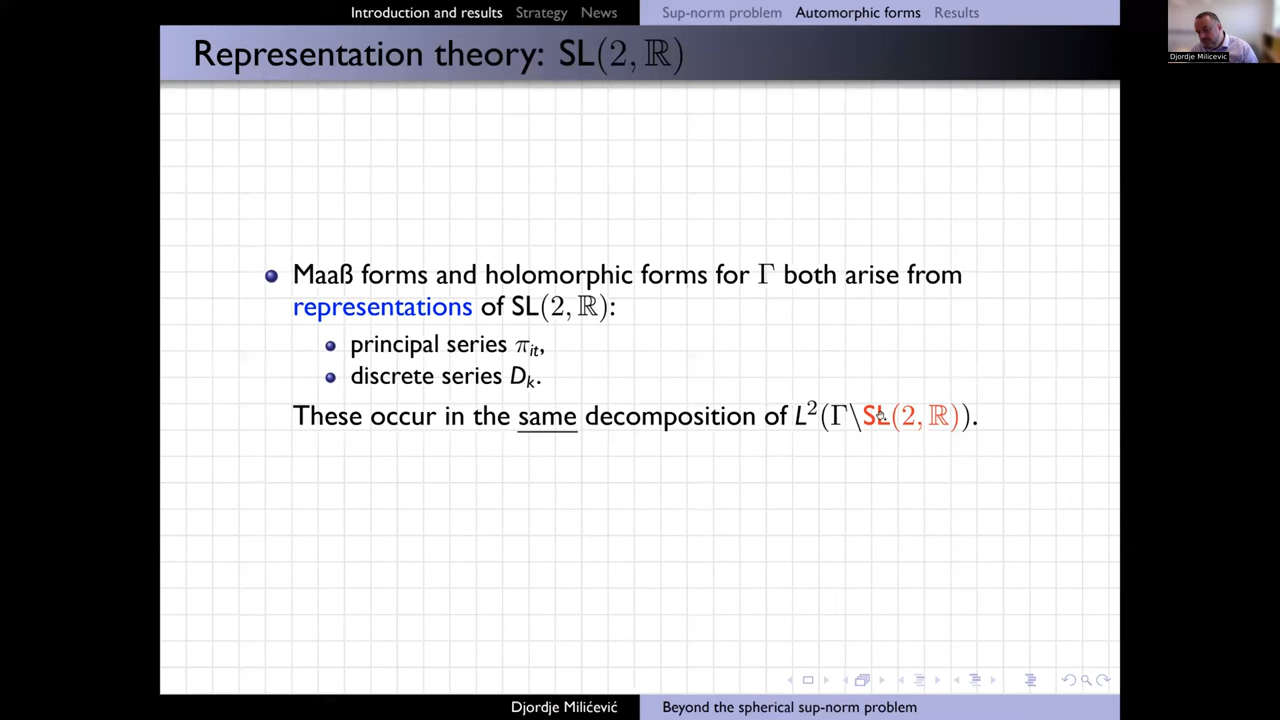 Introduction and results Strategy News Sup-norm problem Automorphic forms Results
Representation theory: SL(2, ℝ)
Djordje Milicevic
Maaß forms and holomorphic forms for Γ both arise from
representations of SL(2, ℝ):
principal series π_{it},
discrete series D_k.
These occur in the same decomposition of L²(Γ\SL(2, ℝ)).
Djordje Milićević Beyond the spherical sup-norm problem